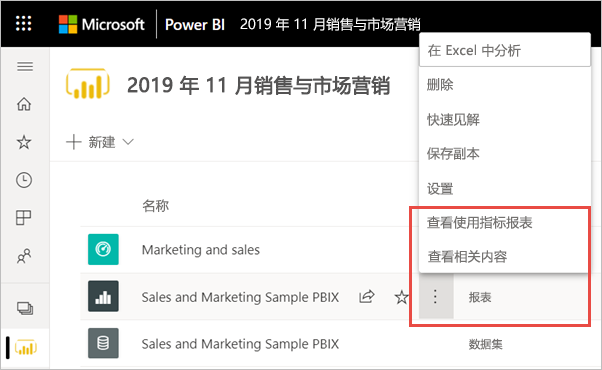 Microsoft Power BI 2019 年 11 月销售与市场营销
在 Excel 中分析
删除
快速见解
保存副本
设置
查看使用指标报表
查看相关内容
2019 年 11 月销售与市场营销
新建
名称
Marketing and sales
Sales and Marketing Sample PBIX 报表
Sales and Marketing Sample PBIX 数据集